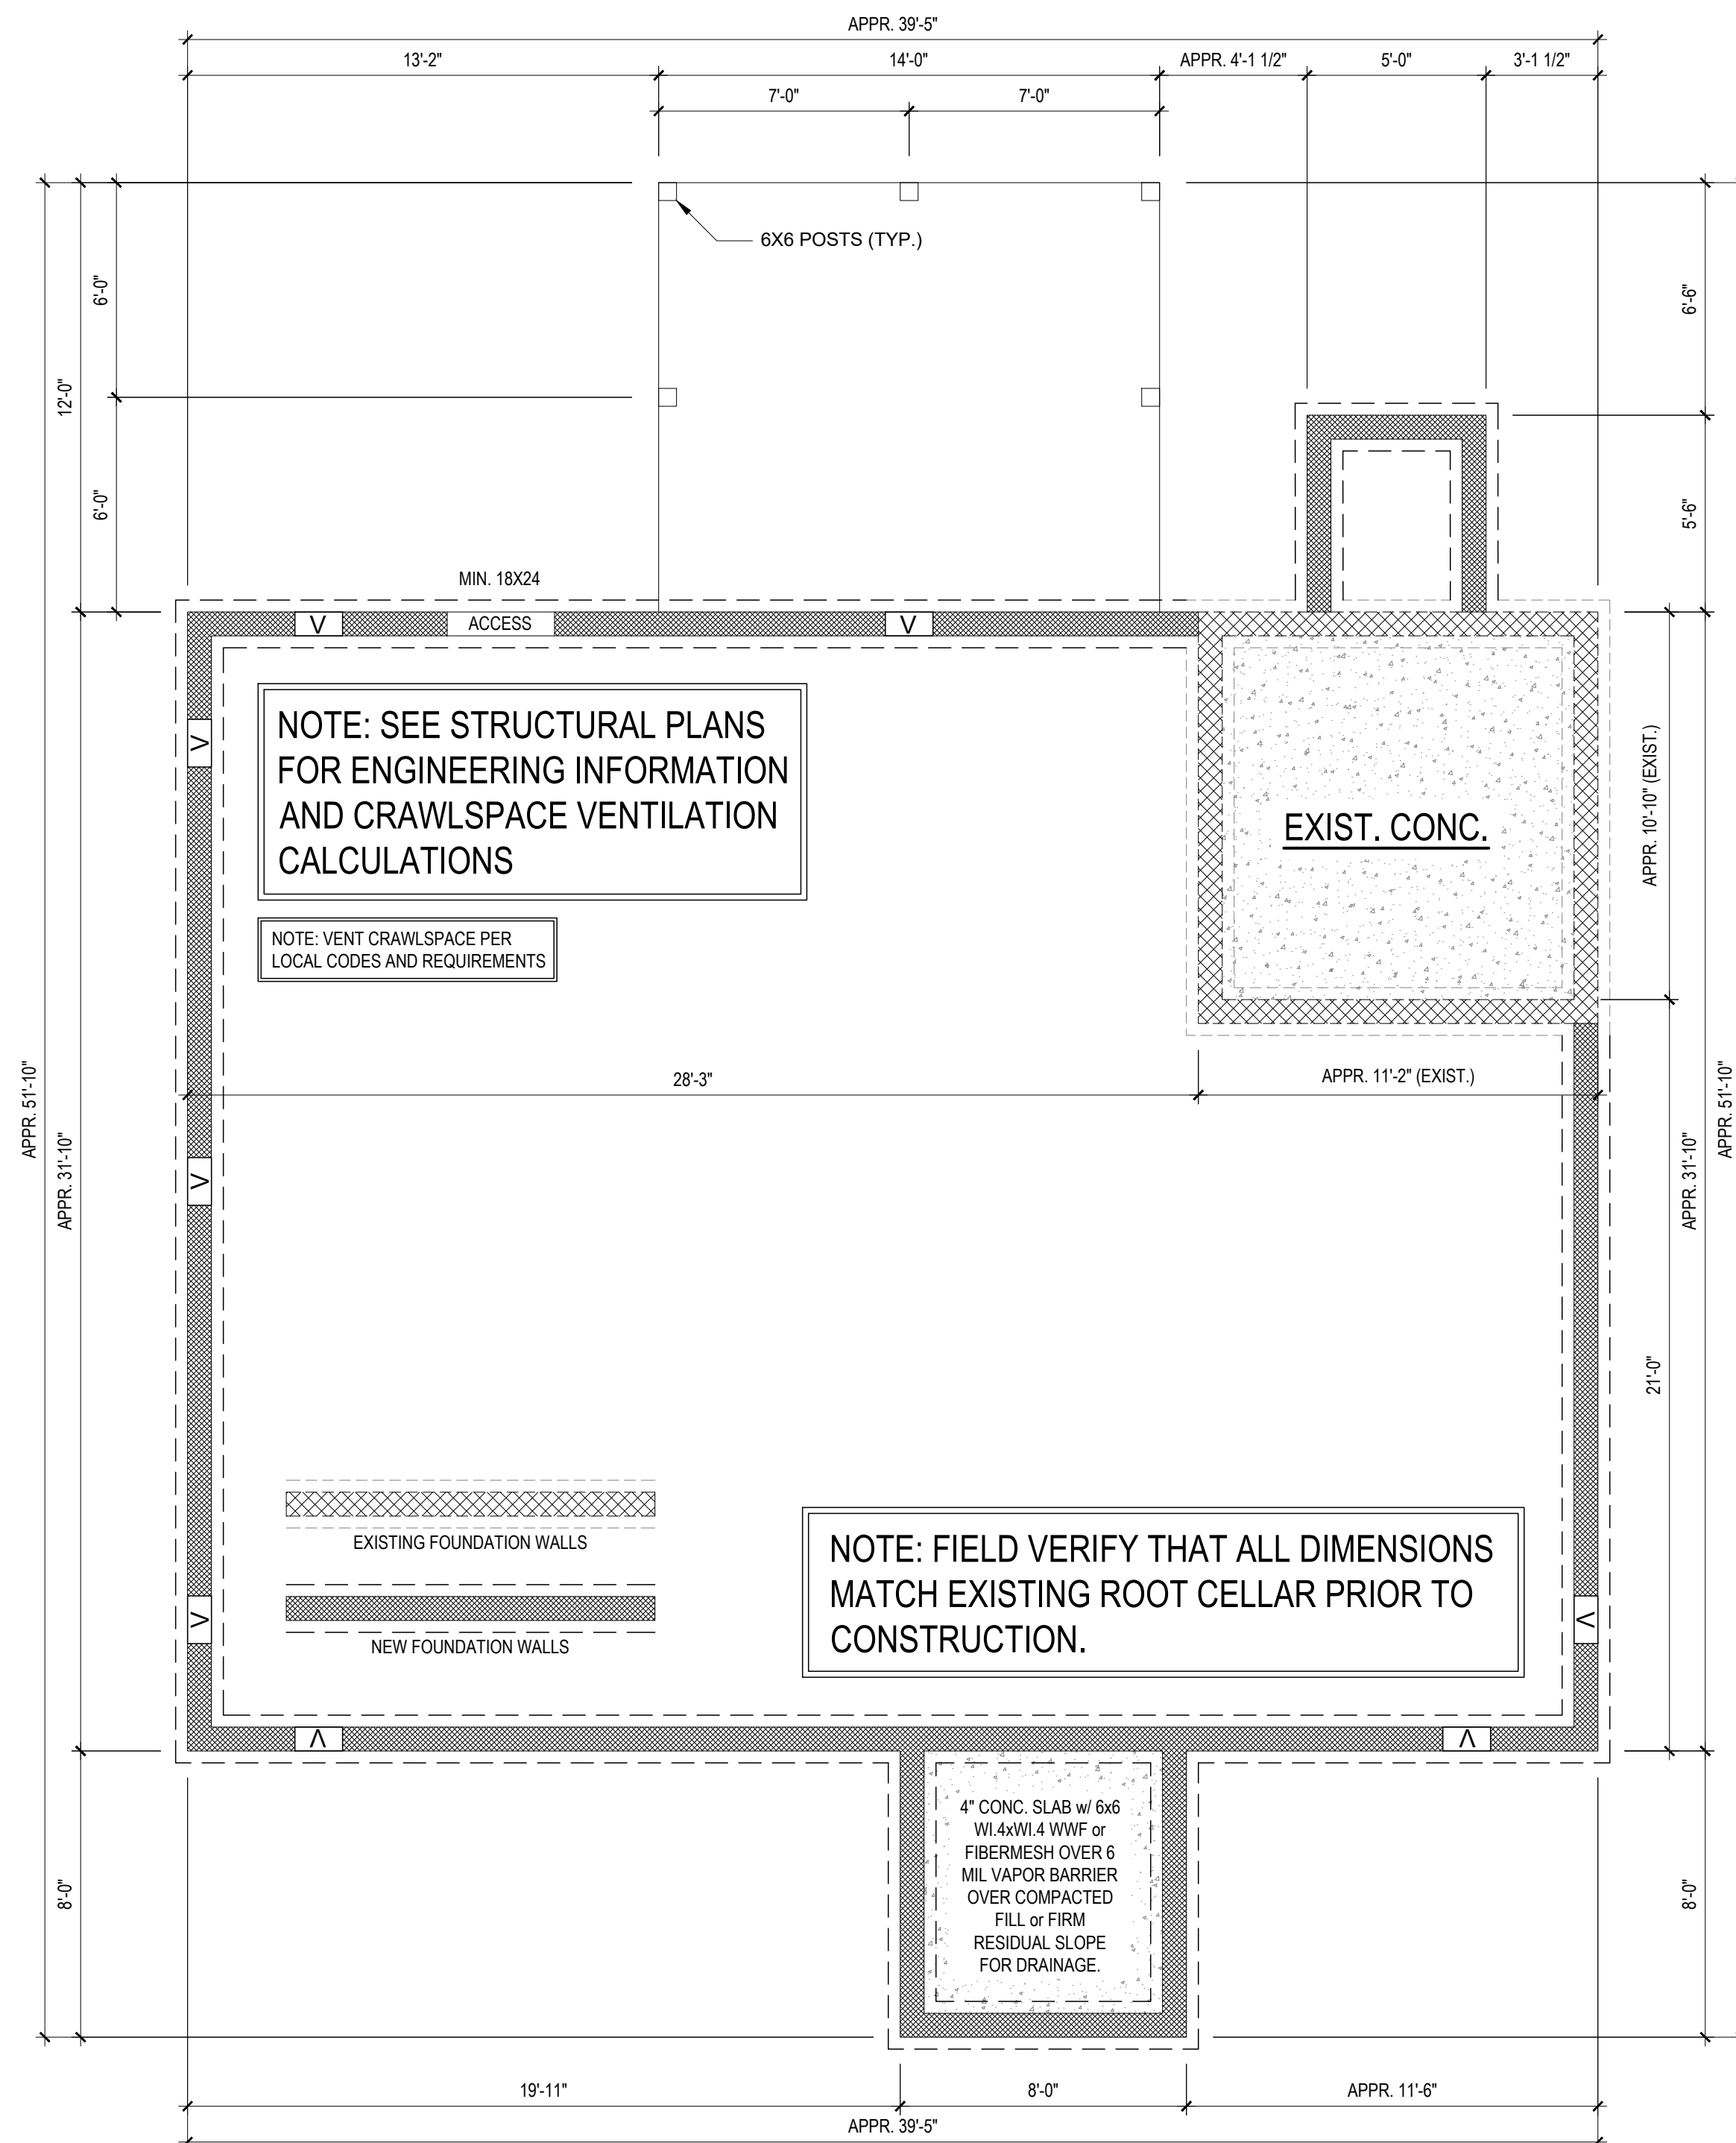 APPR. 39'-5"
13'-2"
14'-0"
APPR. 4'-1 1/2"
5'-0"
3'-1 1/2"
7'-0"
7'-0"
6X6 POSTS (TYP.)
6'-0"
12'-0"
6'-0"
6'-6"
5'-6"
MIN. 18X24
V
ACCESS
V
V
NOTE: SEE STRUCTURAL PLANS
FOR ENGINEERING INFORMATION
AND CRAWLSPACE VENTILATION
CALCULATIONS
EXIST. CONC.
APPR. 10'-10" (EXIST.)
NOTE: VENT CRAWLSPACE PER
LOCAL CODES AND REQUIREMENTS
28'-3"
APPR. 11'-2" (EXIST.)
APPR. 51'-10"
APPR. 31'-10"
APPR. 31'-10"
APPR. 51'-10"
V
21'-0"
EXISTING FOUNDATION WALLS
NEW FOUNDATION WALLS
NOTE: FIELD VERIFY THAT ALL DIMENSIONS
MATCH EXISTING ROOT CELLAR PRIOR TO
CONSTRUCTION.
V
V
V
V
4" CONC. SLAB w/ 6x6
WI.4xWI.4 WWF or
FIBERMESH OVER 6
MIL VAPOR BARRIER
OVER COMPACTED
FILL or FIRM
RESIDUAL SLOPE
FOR DRAINAGE.
8'-0"
8'-0"
19'-11"
8'-0"
APPR. 11'-6"
APPR. 39'-5"